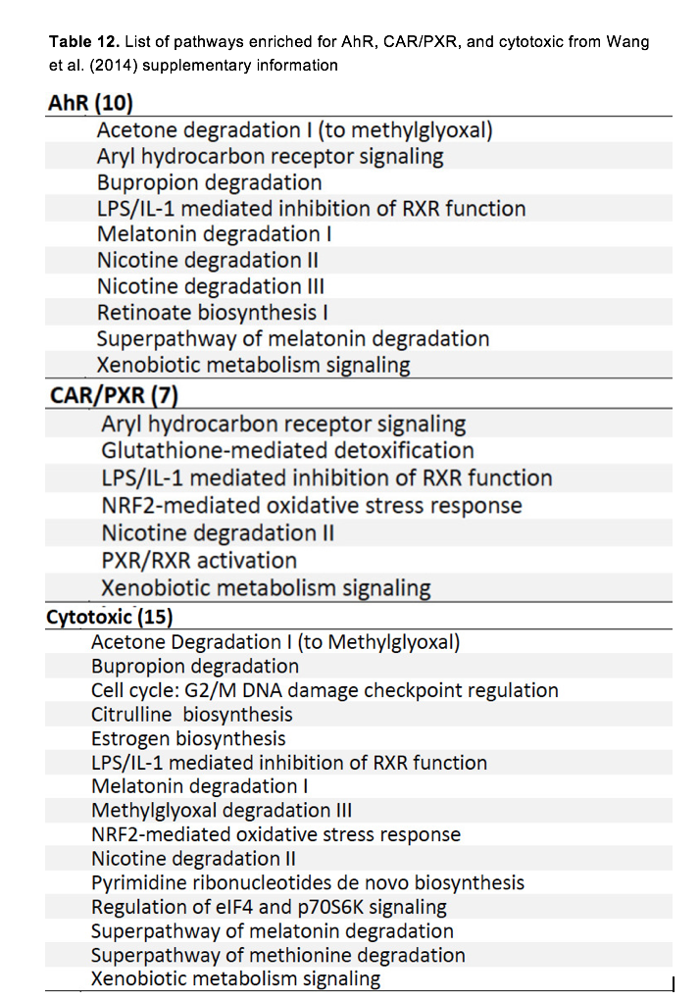 Table 12. List of pathways enriched for AhR, CAR/PXR, and cytotoxic from Wang
et al. (2014) supplementary information
AhR (10)
Acetone degradation I (to methylglyoxal)
Aryl hydrocarbon receptor signaling
Bupropion degradation
LPS/IL-1 mediated inhibition of RXR function
Melatonin degradation I
Nicotine degradation II
Nicotine degradation III
Retinoate biosynthesis I
Superpathway of melatonin degradation
Xenobiotic metabolism signaling
CAR/PXR (7)
Aryl hydrocarbon receptor signaling
Glutathione-mediated detoxification
LPS/IL-1 mediated inhibition of RXR function
NRF2-mediated oxidative stress response
Nicotine degradation II
PXR/RXR activation
Xenobiotic metabolism signaling
Cytotoxic (15)
Acetone Degradation I (to Methylglyoxal)
Bupropion degradation
Cell cycle: G2/M DNA damage checkpoint regulation
Citrulline biosynthesis
Estrogen biosynthesis
LPS/IL-1 mediated inhibition of RXR function
Melatonin degradation I
Methylglyoxal degradation III
NRF2-mediated oxidative stress response
Nicotine degradation II
Pyrimidine ribonucleotides de novo biosynthesis
Regulation of eIF4 and p70S6K signaling
Superpathway of melatonin degradation
Superpathway of methionine degradation
Xenobiotic metabolism signaling